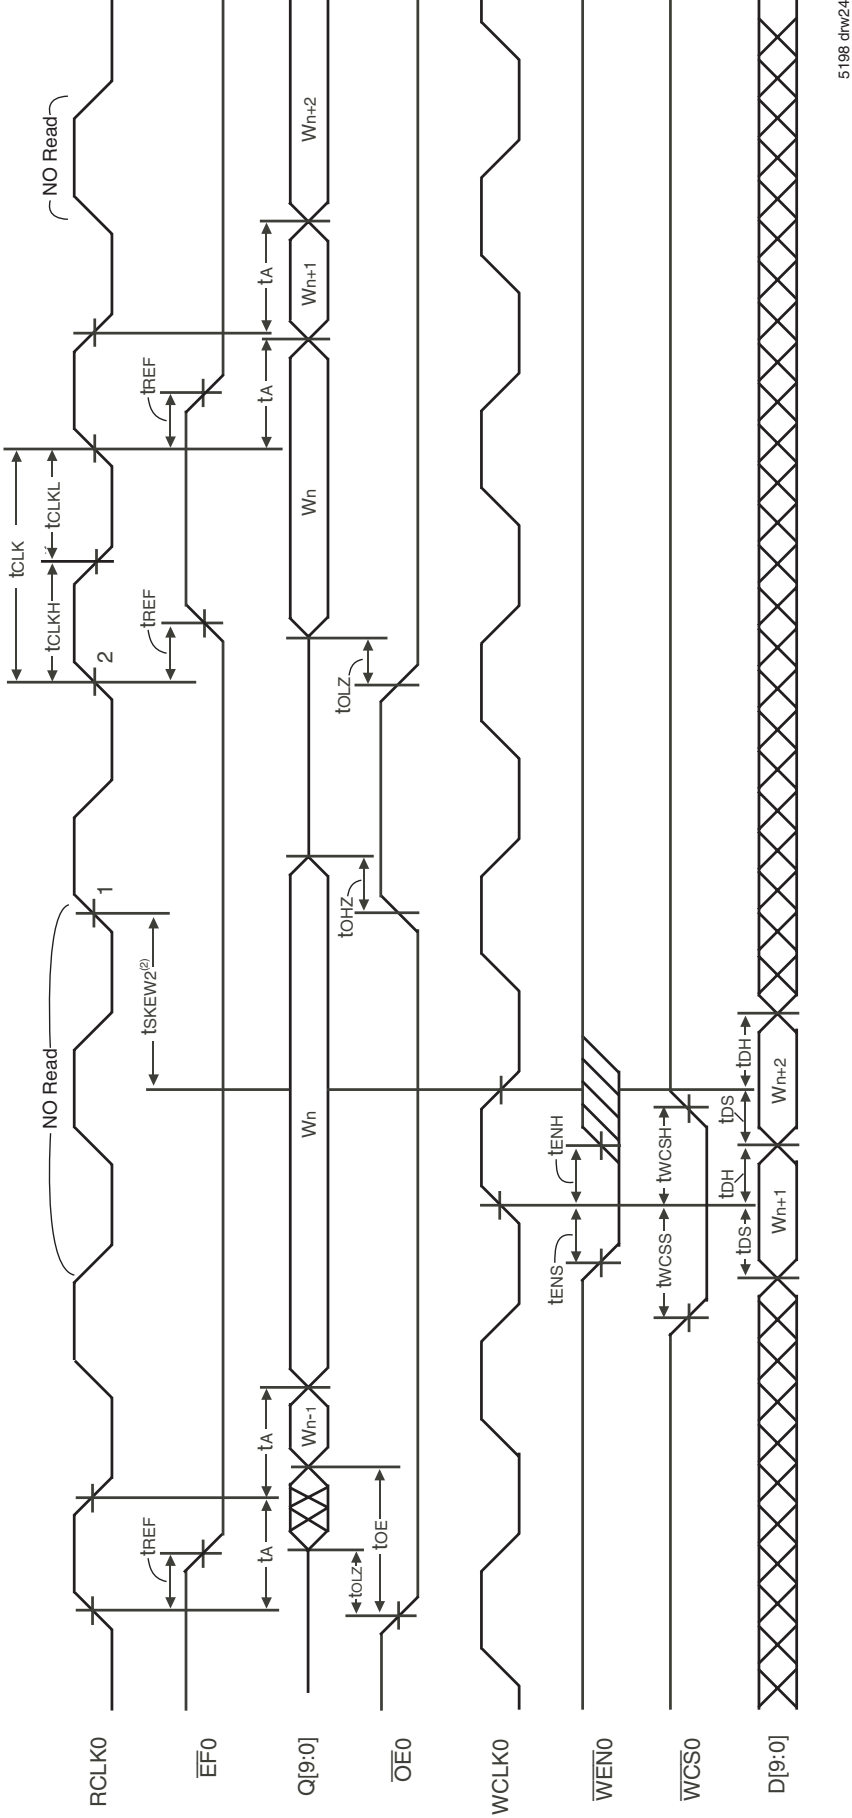 RCLK0
NO Read
1
2
tCLK
tCLKH
tCLKL
NO Read
tSKEW2(2)
EF0
tREF
tREF
tREF
Q[9:0]
tA
tA
tA
tA
Wn-1
Wn
Wn
Wn+1
Wn+2
OE0
tOLZ
tOE
tOHZ
tOLZ
WCLK0
WEN0
tENS
tENH
WCS0
tWCSS
tWCSH
D[9:0]
tDS
tDH
tDS
tDH
Wn+1
Wn+2
5198 drw24